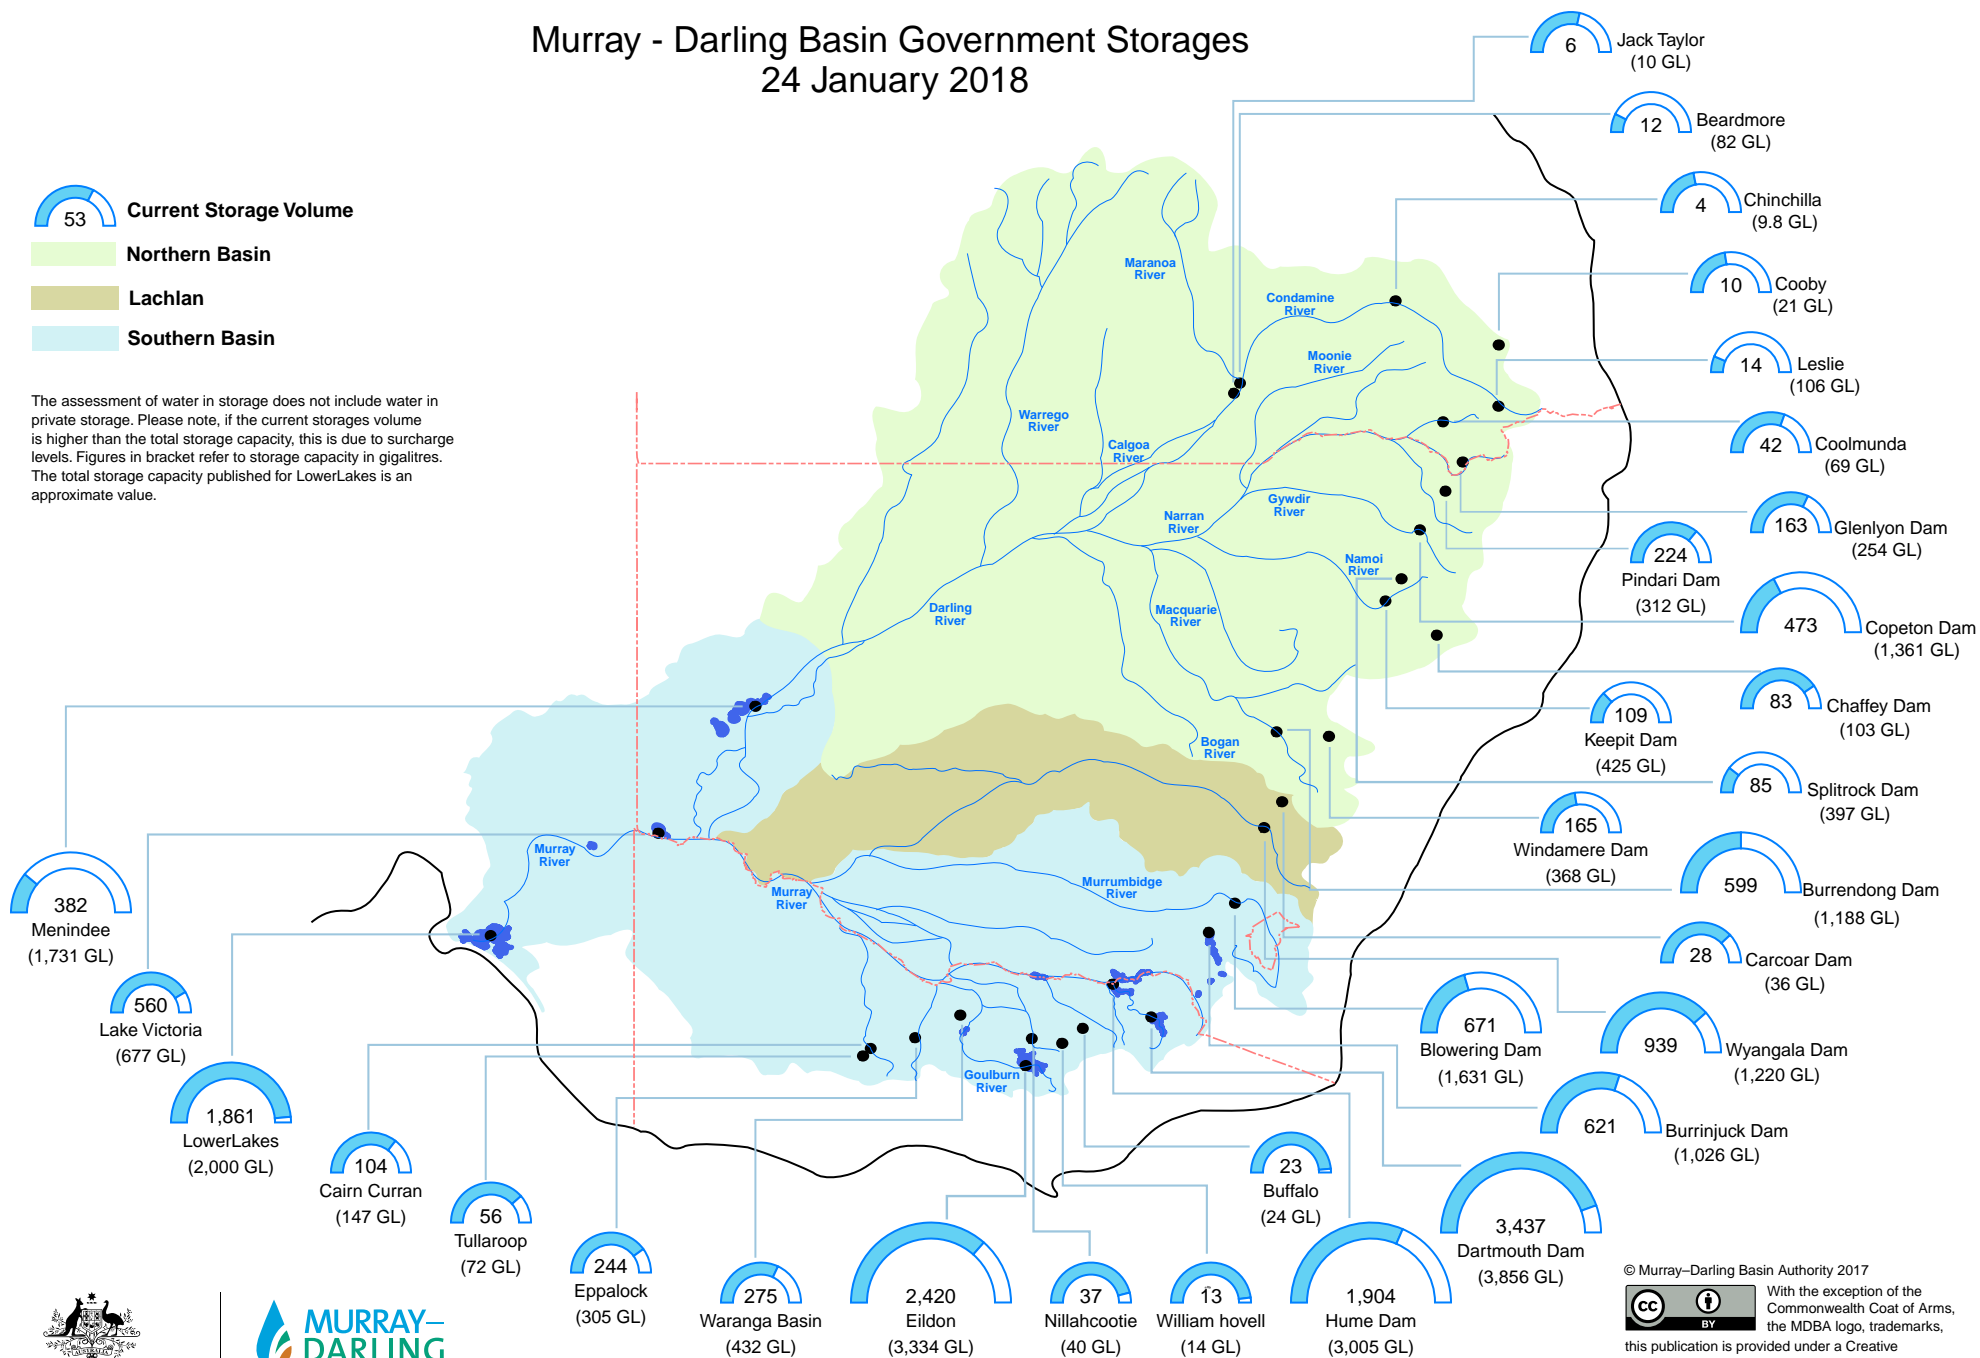 Murray - Darling Basin Government Storages
24 January 2018
53
Current Storage Volume
Northern Basin
Lachlan
Southern Basin
The assessment of water in storage does not include water in
private storage. Please note, if the current storages volume
is higher than the total storage capacity, this is due to surcharge
levels. Figures in bracket refer to storage capacity in gigalitres.
The total storage capacity published for LowerLakes is an
approximate value.
6
Jack Taylor
(10 GL)
12
Beardmore
(82 GL)
4
Chinchilla
(9.8 GL)
10
Cooby
(21 GL)
14
Leslie
(106 GL)
42
Coolmunda
(69 GL)
163
Glenlyon Dam
(254 GL)
224
Pindari Dam
(312 GL)
473
Copeton Dam
(1,361 GL)
83
Chaffey Dam
(103 GL)
109
Keepit Dam
(425 GL)
85
Splitrock Dam
(397 GL)
165
Windamere Dam
(368 GL)
599
Burrendong Dam
(1,188 GL)
28
Carcoar Dam
(36 GL)
671
Blowering Dam
(1,631 GL)
939
Wyangala Dam
(1,220 GL)
621
Burrinjuck Dam
(1,026 GL)
3,437
Dartmouth Dam
(3,856 GL)
Maranoa
River
Condamine
River
Moonie
River
Warrego
River
Calgoa
River
Gywdir
River
Narran
River
Namoi
River
Darling
River
Macquarie
River
Bogan
River
Murray
River
Murray
River
Murrumbidge
River
Goulburn
River
382
Menindee
(1,731 GL)
560
Lake Victoria
(677 GL)
1,861
LowerLakes
(2,000 GL)
104
Cairn Curran
(147 GL)
56
Tullaroop
(72 GL)
244
Eppalock
(305 GL)
275
Waranga Basin
(432 GL)
2,420
Eildon
(3,334 GL)
37
Nillahcootie
(40 GL)
13
William hovell
(14 GL)
23
Buffalo
(24 GL)
1,904
Hume Dam
(3,005 GL)
AUSTRALIA
MURRAY–
DARLING
© Murray–Darling Basin Authority 2017
cc
BY
With the exception of the
Commonwealth Coat of Arms,
the MDBA logo, trademarks,
this publication is provided under a Creative